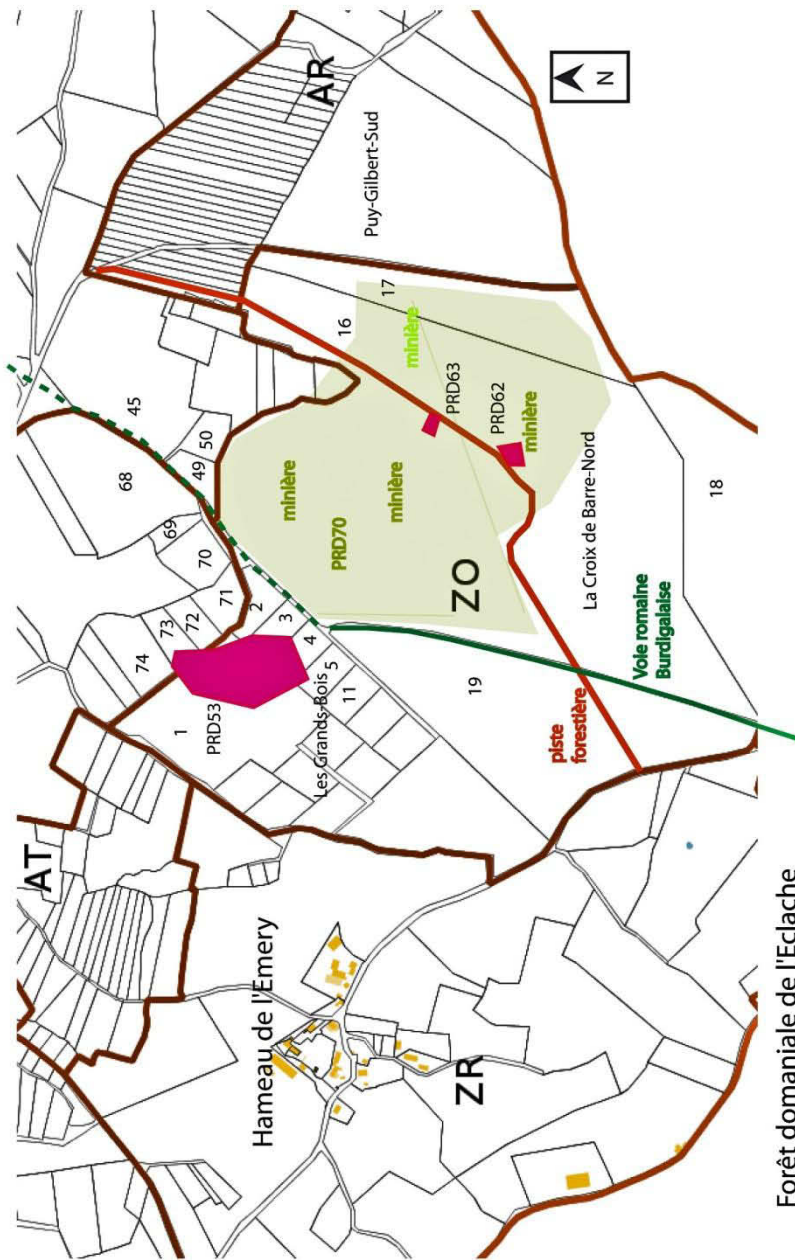 AT
AR
Hameau de l'Emery
ZR
1
PRD53
Les Grands-Bois
74
73
72
71
70
69
68
45
49
50
2
3
4
5
11
minière
PRD70
minière
ZO
16
17
minière
PRD63
PRD62
minière
Puy-Gilbert-Sud
La Croix de Barre-Nord
18
19
piste
forestière
Voie romaine
Burdigalaise
N
Forêt domaniale de l'Eclache